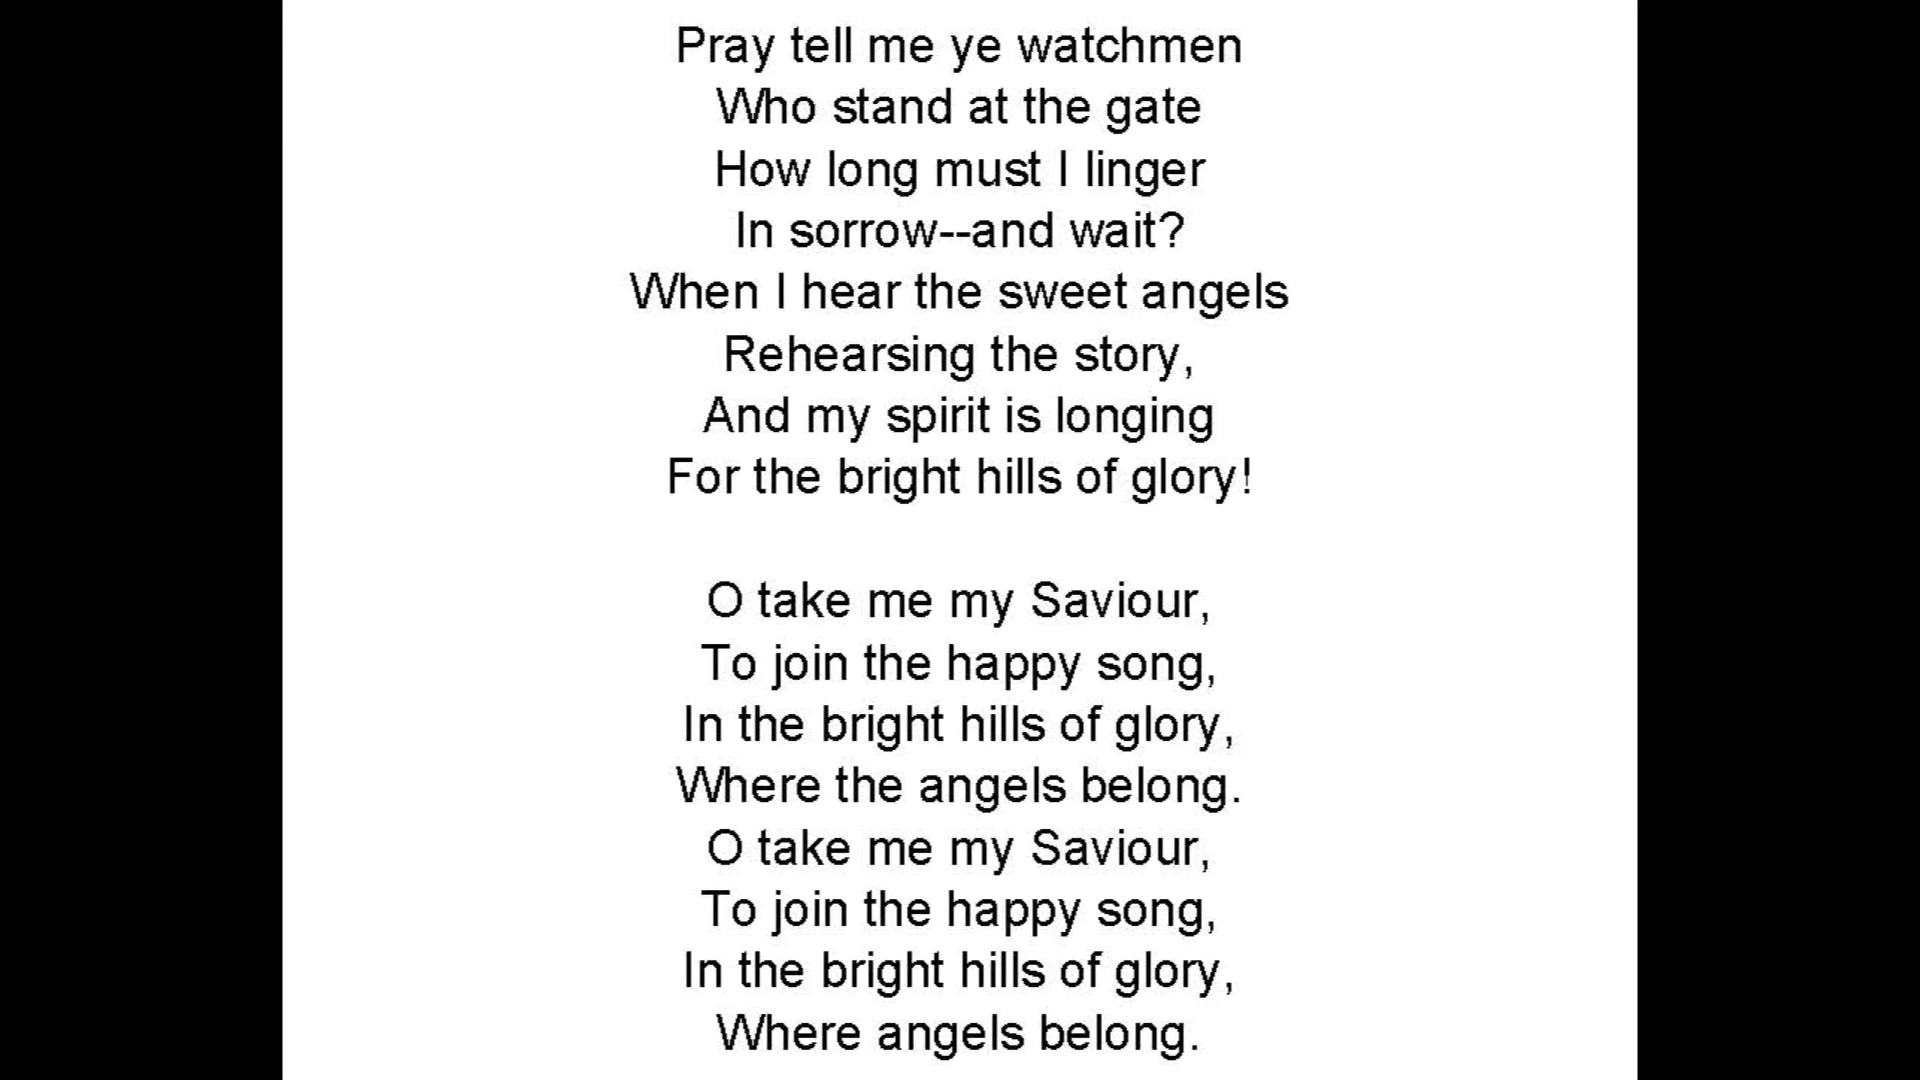 Pray tell me ye watchmen
Who stand at the gate
How long must I linger
In sorrow--and wait?
When I hear the sweet angels
Rehearsing the story,
And my spirit is longing
For the bright hills of glory!
O take me my Saviour,
To join the happy song,
In the bright hills of glory,
Where the angels belong.
O take me my Saviour,
To join the happy song,
In the bright hills of glory,
Where angels belong.